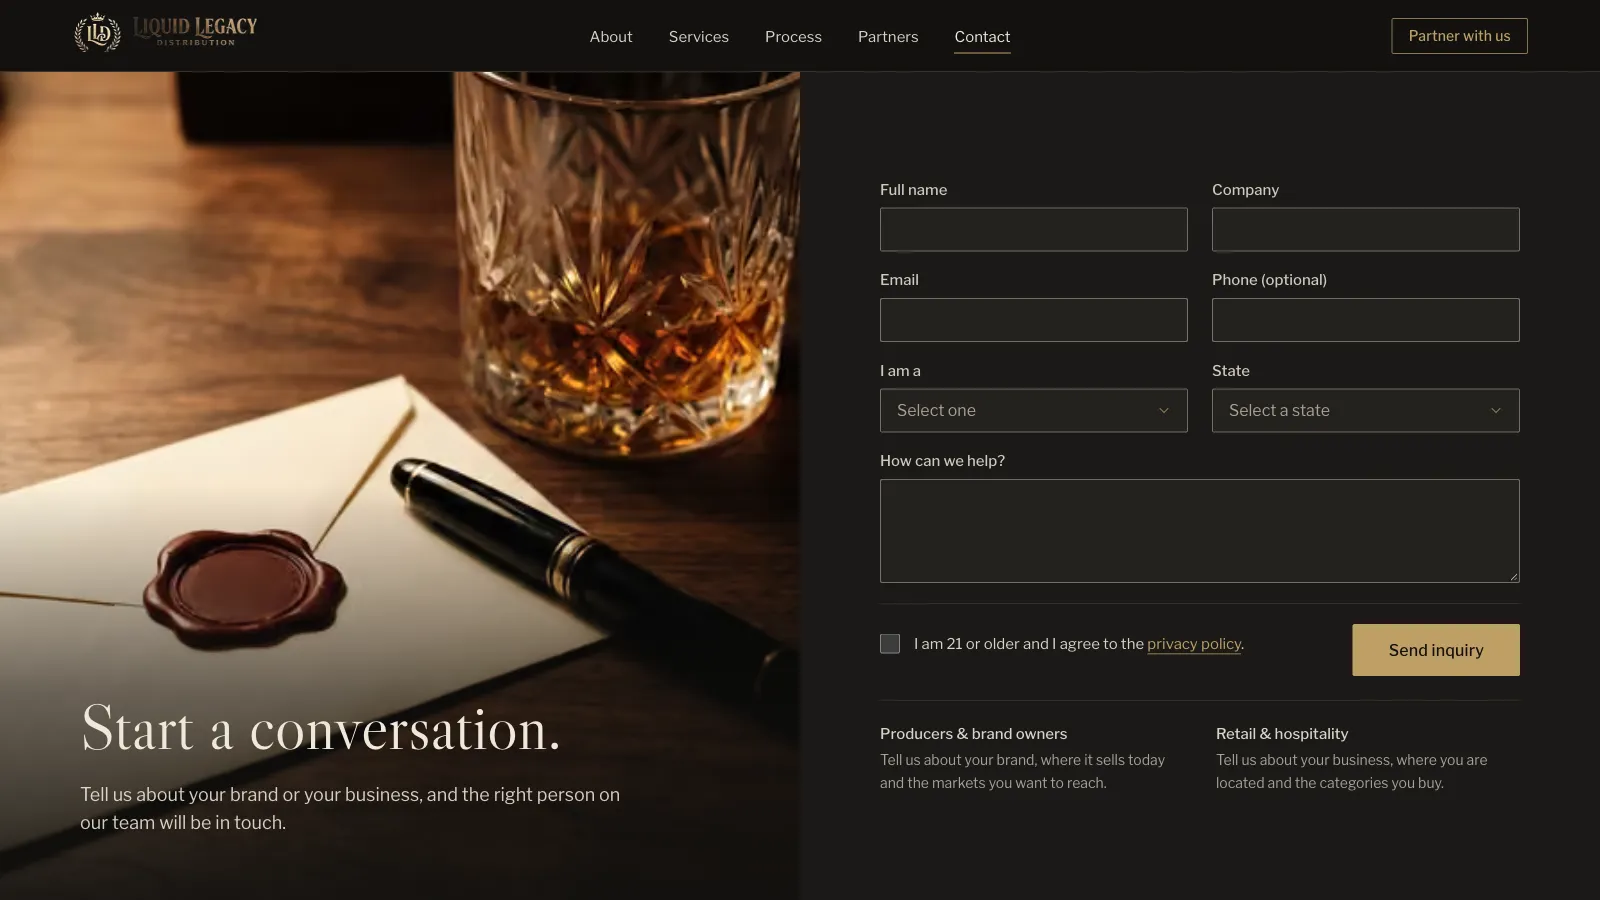 LLD
LIQUID LEGACY
DISTRIBUTION
About
Services
Process
Partners
Contact
Partner with us
Start a conversation.
Tell us about your brand or your business, and the right person on
our team will be in touch.
Full name
Company
Email
Phone (optional)
I am a
State
Select one
Select a state
How can we help?
I am 21 or older and I agree to the privacy policy.
Send inquiry
Producers & brand owners
Tell us about your brand, where it sells today
and the markets you want to reach.
Retail & hospitality
Tell us about your business, where you are
located and the categories you buy.